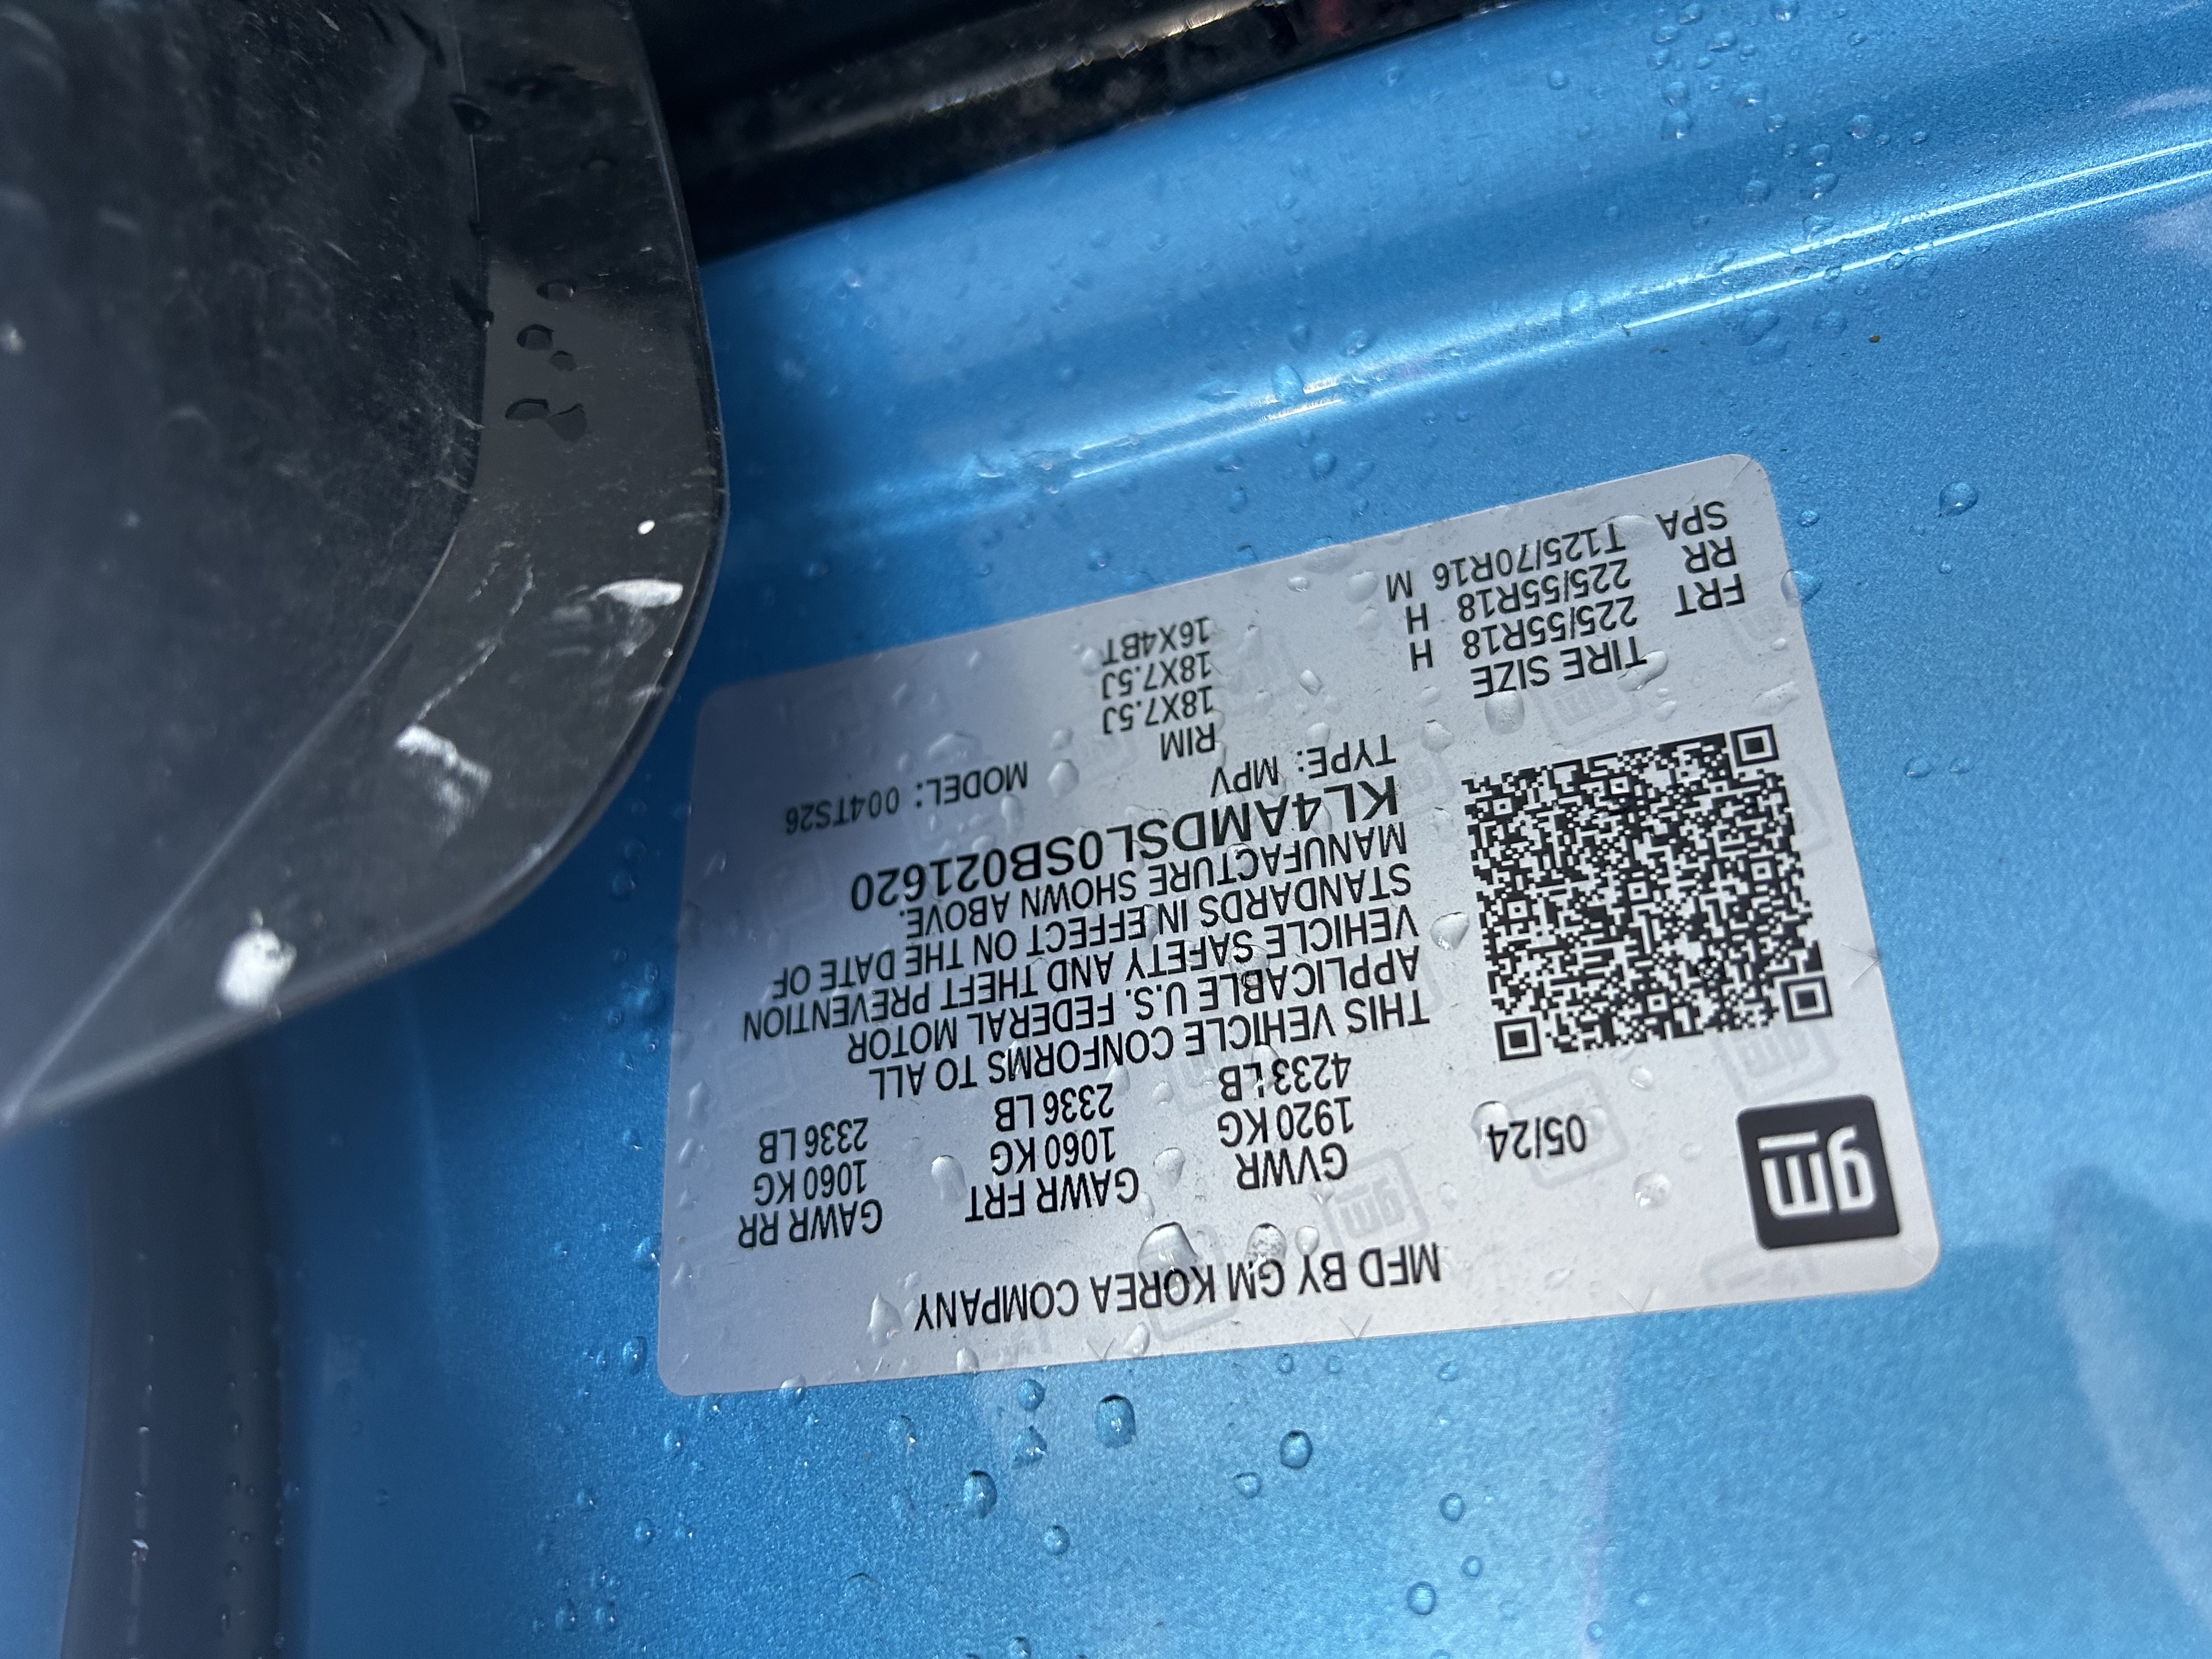 MFD BY GM KOREA COMPANY
gm
05/24
GVWR GAWR FRT GAWR RR
1920 KG 1060 KG 1060 KG
4233 LB 2336 LB 2336 LB
THIS VEHICLE CONFORMS TO ALL
APPLICABLE U.S. FEDERAL MOTOR
VEHICLE SAFETY AND THEFT PREVENTION
STANDARDS IN EFFECT ON THE DATE OF
MANUFACTURE SHOWN ABOVE.
KL4AMDSL0SB021620
TYPE: MPV MODEL: 004TS26
TIRE SIZE RIM
FRT 225/55R18 H 18X7.5J
RR 225/55R18 H 18X7.5J
SPA T125/70R16 M 16X4BT